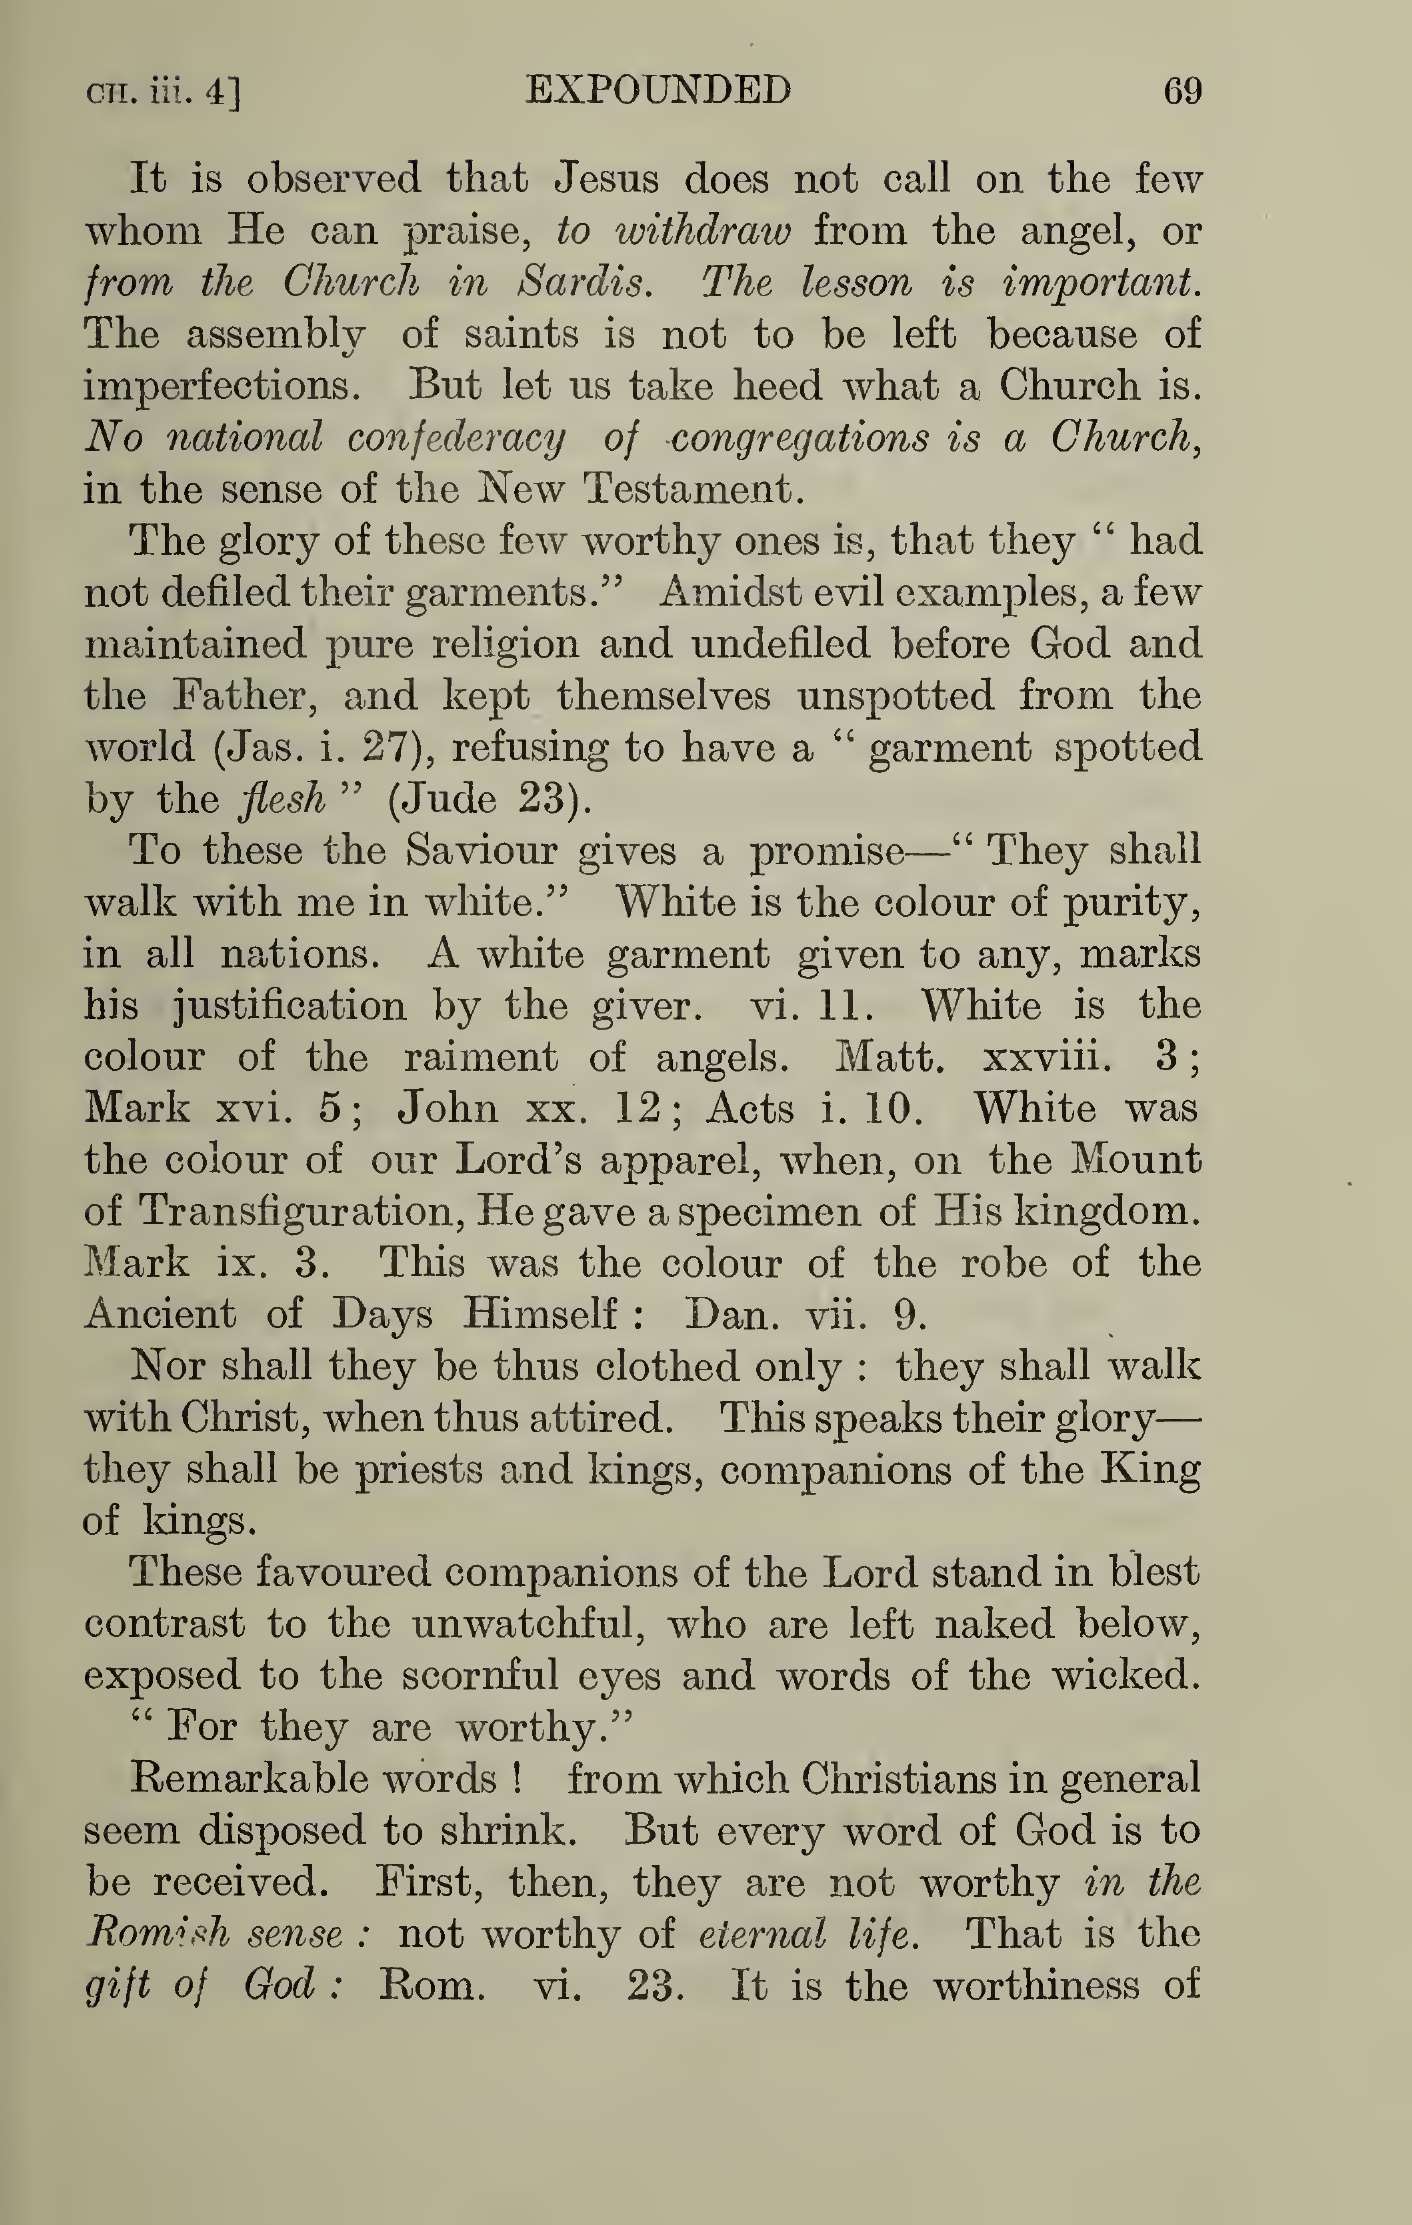 CH. iii. 4] EXPOUNDED 69
It is observed that Jesus does not call on the few
whom He can praise, to withdraw from the angel, or
from the Church in Sardis. The lesson is important.
The assembly of saints is not to be left because of
imperfections. But let us take heed what a Church is.
No national confederacy of congregations is a Church,
in the sense of the New Testament.
The glory of these few worthy ones is, that they “ had
not defiled their garments.” Amidst evil examples, a few
maintained pure religion and undefiled before God and
the Father, and kept themselves unspotted from the
world (Jas. i. 27), refusing to have a “ garment spotted
by the flesh ” (Jude 23).
To these the Saviour gives a promise—“ They shall
walk with me in white.” White is the colour of purity,
in all nations. A white garment given to any, marks
his justification by the giver. vi. 11. White is the
colour of the raiment of angels. Matt. xxviii. 3 ;
Mark xvi. 5 ; John xx. 12 ; Acts i. 10. White was
the colour of our Lord’s apparel, when, on the Mount
of Transfiguration, He gave a specimen of His kingdom.
Mark ix. 3. This was the colour of the robe of the
Ancient of Days Himself : Dan. vii. 9.
Nor shall they be thus clothed only : they shall walk
with Christ, when thus attired. This speaks their glory—
they shall be priests and kings, companions of the King
of kings.
These favoured companions of the Lord stand in blest
contrast to the unwatchful, who are left naked below,
exposed to the scornful eyes and words of the wicked.
“ For they are worthy.”
Remarkable words ! from which Christians in general
seem disposed to shrink. But every word of God is to
be received. First, then, they are not worthy in the
Romish sense : not worthy of eternal life. That is the
gift of God : Rom. vi. 23. It is the worthiness of